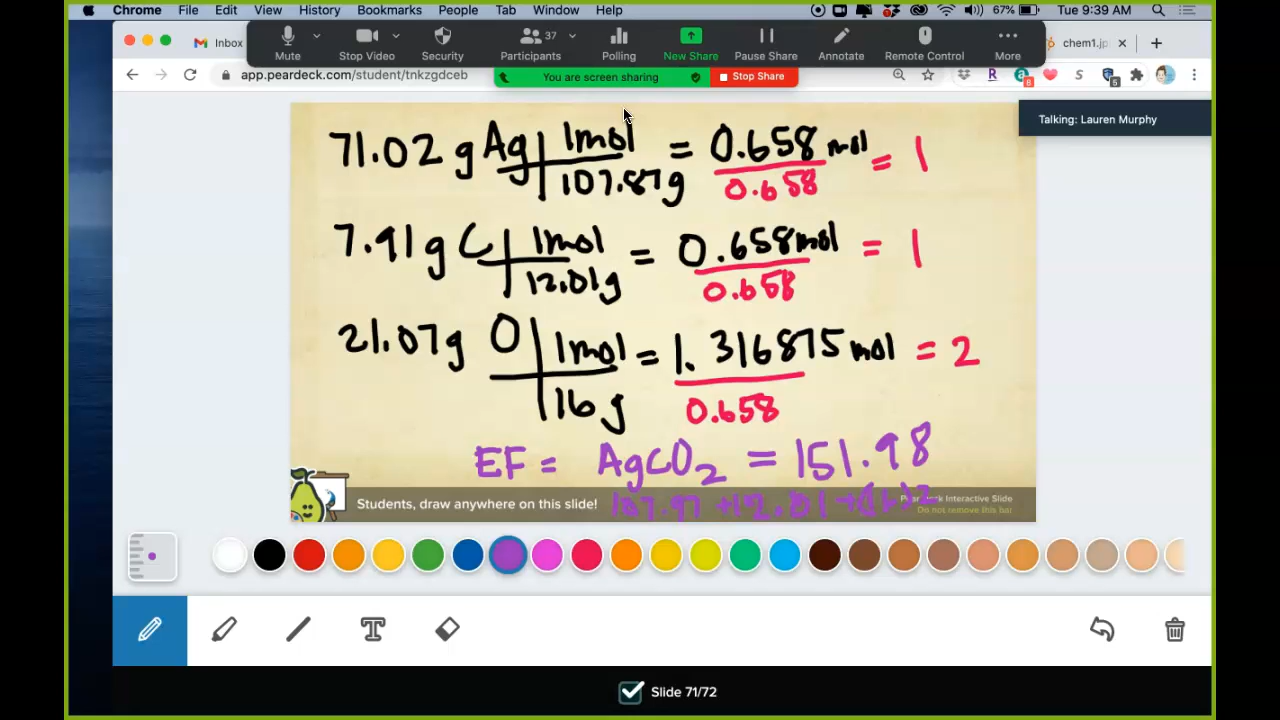 Chrome File Edit View History Bookmarks People Tab Window Help 67% Tue 9:39 AM
Inbox
37
Mute Stop Video Security Participants Polling New Share Pause Share Annotate Remote Control More
chem1.jp
app.peardeck.com/student/tnkzgdceb
You are screen sharing Stop Share
R 8 S 5
Talking: Lauren Murphy
71.02 g Ag 1mol = 0.658 mol = 1
107.87g 0.658
7.91g C 1mol = 0.658mol = 1
12.01g 0.658
21.07g O 1mol = 1.316875 mol = 2
16g 0.658
EF = AgCO2 = 151.98
Students, draw anywhere on this slide!
Pear Deck Interactive Slide
Do not remove this bar
T
Slide 71/72